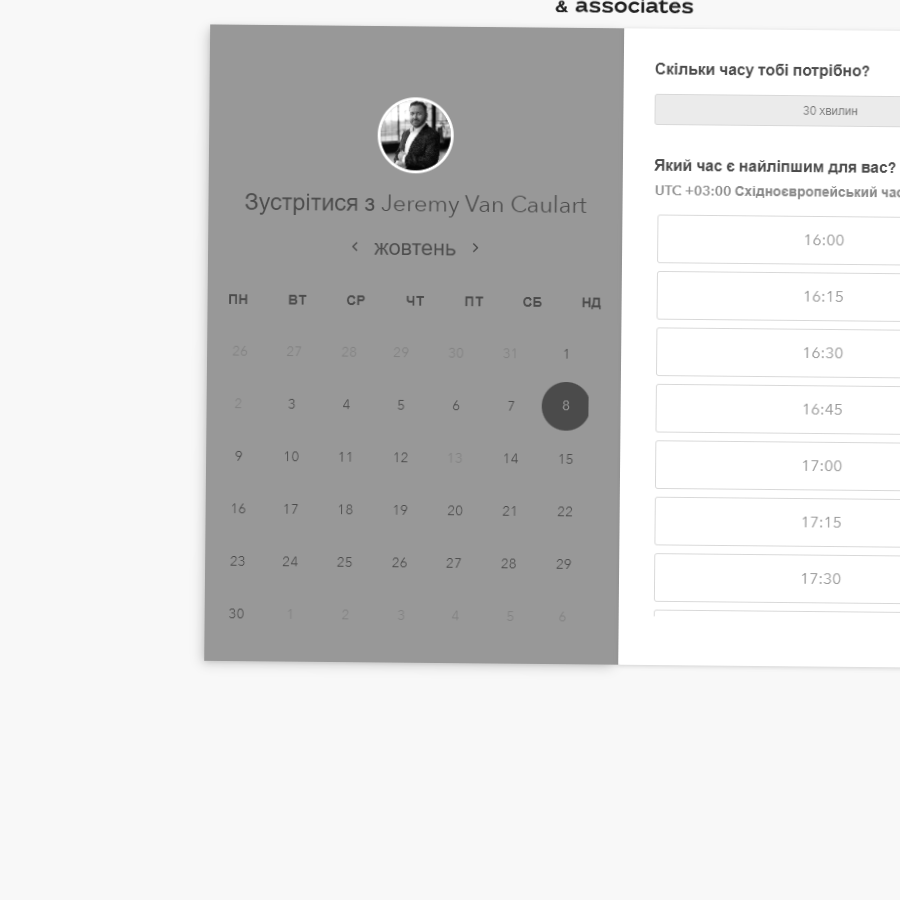 & associates
Зустрітися з Jeremy Van Caulart
жовтень
ПН ВТ СР ЧТ ПТ СБ НД
26 27 28 29 30 31 1
2 3 4 5 6 7 8
9 10 11 12 13 14 15
16 17 18 19 20 21 22
23 24 25 26 27 28 29
30 1 2 3 4 5 6
Скільки часу тобі потрібно?
30 хвилин
Який час є найліпшим для вас?
UTC +03:00 Східноєвропейський
16:00
16:15
16:30
16:45
17:00
17:15
17:30